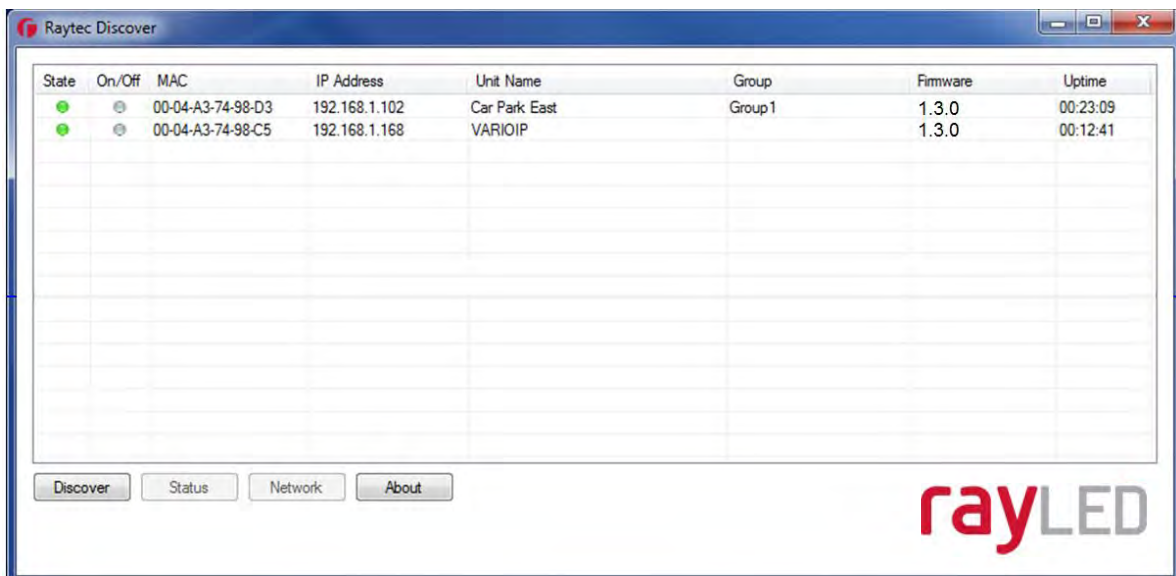 Raytec Discover
State On/Off MAC IP Address Unit Name Group Firmware Uptime
00-04-A3-74-98-D3 192.168.1.102 Car Park East Group1 1.3.0 00:23:09
00-04-A3-74-98-C5 192.168.1.168 VARIOIP 1.3.0 00:12:41
Discover Status Network About
rayLED